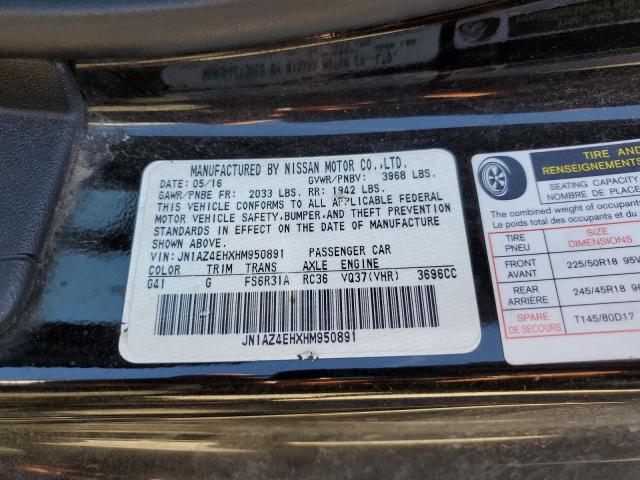 MANUFACTURED BY NISSAN MOTOR CO.,LTD.
DATE:05/16 GVWR/PNBV: 3968 LBS.
GAWR/PNBE FR: 2033 LBS. RR: 1942 LBS.
THIS VEHICLE CONFORMS TO ALL APPLICABLE FEDERAL
MOTOR VEHICLE SAFETY,BUMPER,AND THEFT PREVENTION
STANDARDS IN EFFECT ON THE DATE OF MANUFACTURE
SHOWN ABOVE.
VIN: JN1AZ4EHXHM950891 PASSENGER CAR
COLOR TRIM TRANS AXLE ENGINE
G41 G FS6R31A RC36 VQ37(VHR) 3696CC
JN1AZ4EHXHM950891
TIRE AND
RENSEIGNEMENTS
SEATING CAPACITY
NOMBRE DE PLACES
The combined weight of occupants
Le poids total des occupants et du
TIRE
PNEU
SIZE
DIMENSIONS
FRONT
AVANT
225/50R18 95W
REAR
ARRIÈRE
245/45R18
SPARE
DE SECOURS
T145/80D17